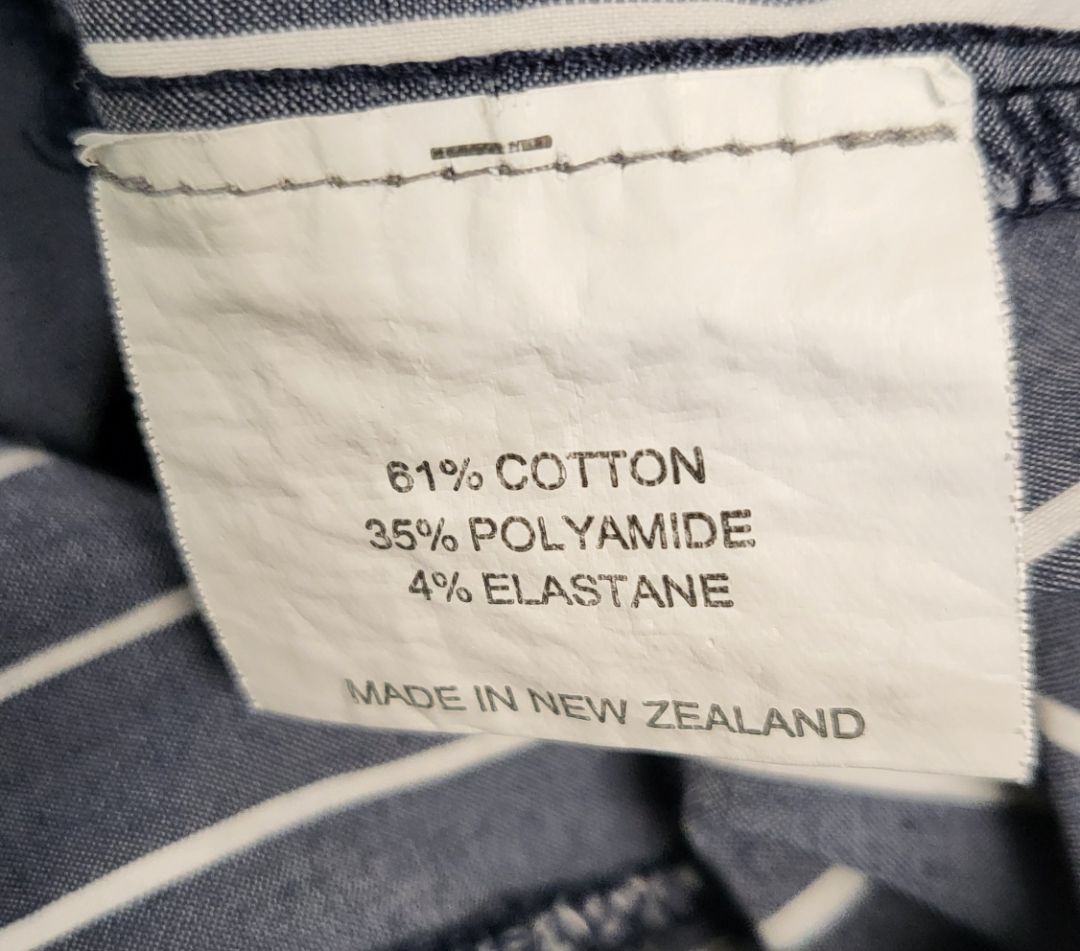 61% COTTON
35% POLYAMIDE
4% ELASTANE
MADE IN NEW ZEALAND